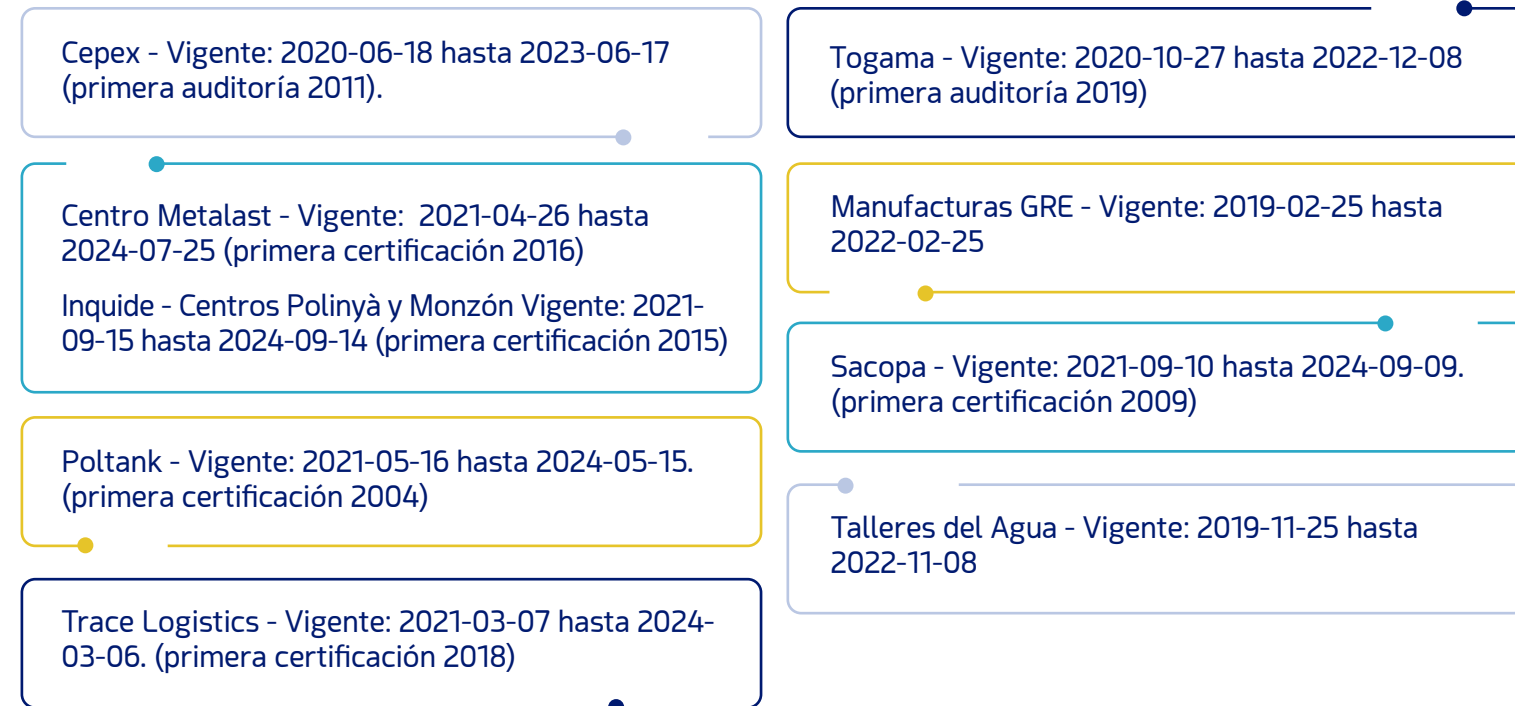 Cepex - Vigente: 2020-06-18 hasta 2023-06-17
(primera auditoría 2011).
Centro Metalast - Vigente:  2021-04-26 hasta
2024-07-25 (primera certificación 2016)
Inquide - Centros Polinyà y Monzón Vigente: 2021-
09-15 hasta 2024-09-14 (primera certificación 2015)
Poltank - Vigente: 2021-05-16 hasta 2024-05-15.
(primera certificación 2004)
Trace Logistics - Vigente: 2021-03-07 hasta 2024-
03-06. (primera certificación 2018)
Togama - Vigente: 2020-10-27 hasta 2022-12-08
(primera auditoría 2019)
Manufacturas GRE - Vigente: 2019-02-25 hasta
2022-02-25
Sacopa - Vigente: 2021-09-10 hasta 2024-09-09.
(primera certificación 2009)
Talleres del Agua - Vigente: 2019-11-25 hasta
2022-11-08